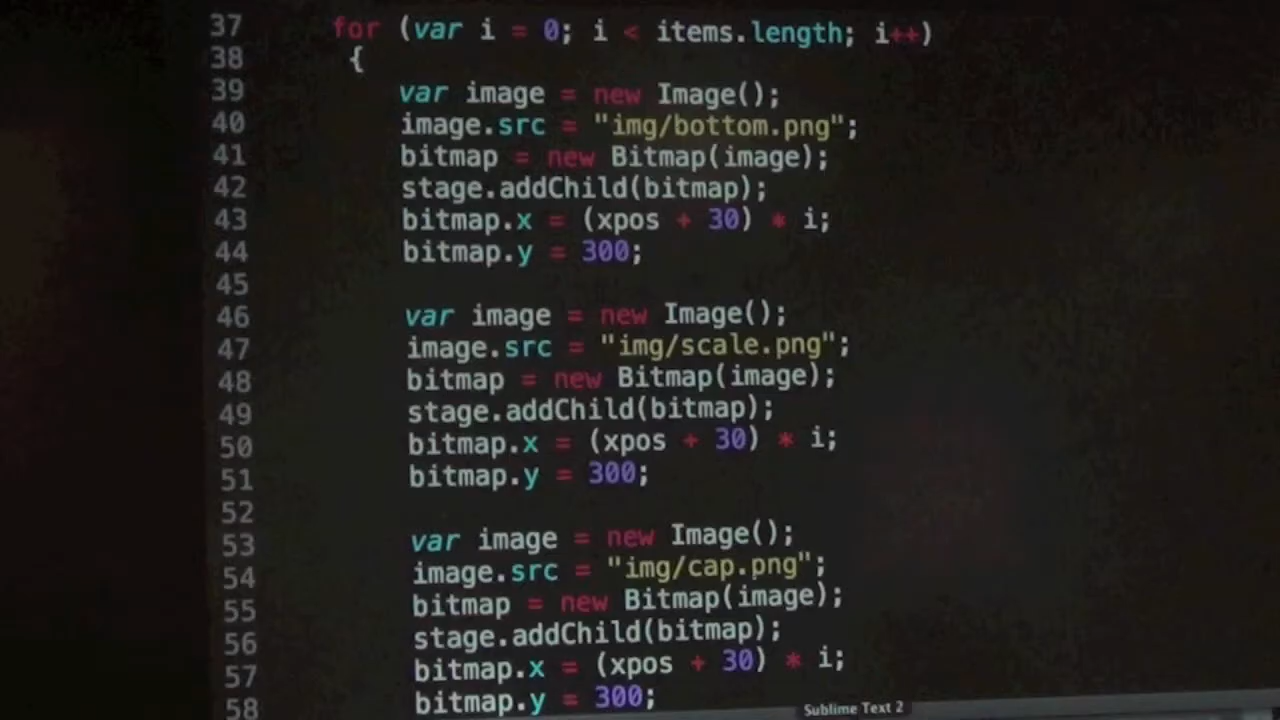 37 for (var i = 0; i < items.length; i++)
38 {
39 var image = new Image();
40 image.src = "img/bottom.png";
41 bitmap = new Bitmap(image);
42 stage.addChild(bitmap);
43 bitmap.x = (xpos + 30) * i;
44 bitmap.y = 300;
45
46 var image = new Image();
47 image.src = "img/scale.png";
48 bitmap = new Bitmap(image);
49 stage.addChild(bitmap);
50 bitmap.x = (xpos + 30) * i;
51 bitmap.y = 300;
52
53 var image = new Image();
54 image.src = "img/cap.png";
55 bitmap = new Bitmap(image);
56 stage.addChild(bitmap);
57 bitmap.x = (xpos + 30) * i;
58 bitmap.y = 300;
Sublime Text 2